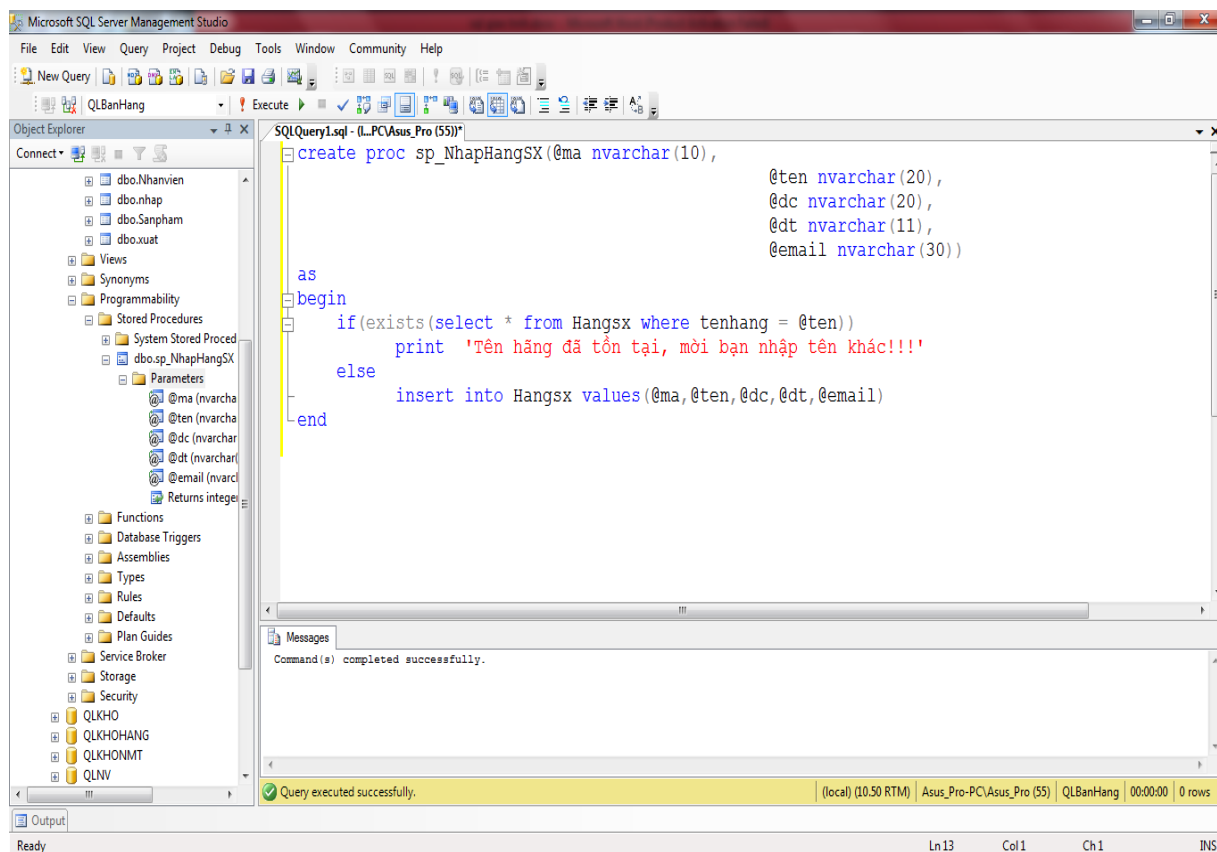 Microsoft SQL Server Management Studio
File Edit View Query Project Debug Tools Window Community Help
New Query
QLBanHang Execute
Object Explorer
Connect
dbo.Nhanvien
dbo.nhap
dbo.Sanpham
dbo.xuat
Views
Synonyms
Programmability
Stored Procedures
System Stored Proced
dbo.sp_NhapHangSX
Parameters
@ma (nvarcha
@ten (nvarcha
@dc (nvarchar
@dt (nvarchar(
@email (nvarcl
Returns integer
Functions
Database Triggers
Assemblies
Types
Rules
Defaults
Plan Guides
Service Broker
Storage
Security
QLKHO
QLKHOHANG
QLKHONMT
QLNV
SQLQuery1.sql - (l...PC\Asus_Pro (55))*
create proc sp_NhapHangSX(@ma nvarchar(10),
@ten nvarchar(20),
@dc nvarchar(20),
@dt nvarchar(11),
@email nvarchar(30))
as
begin
if(exists(select * from Hangsx where tenhang = @ten))
print 'Tên hãng đã tồn tại, mời bạn nhập tên khác!!!'
else
insert into Hangsx values(@ma,@ten,@dc,@dt,@email)
end
Messages
Command(s) completed successfully.
Query executed successfully. (local) (10.50 RTM) Asus_Pro-PC\Asus_Pro (55) QLBanHang 00:00:00 0 rows
Output
Ready Ln 13 Col 1 Ch 1 INS